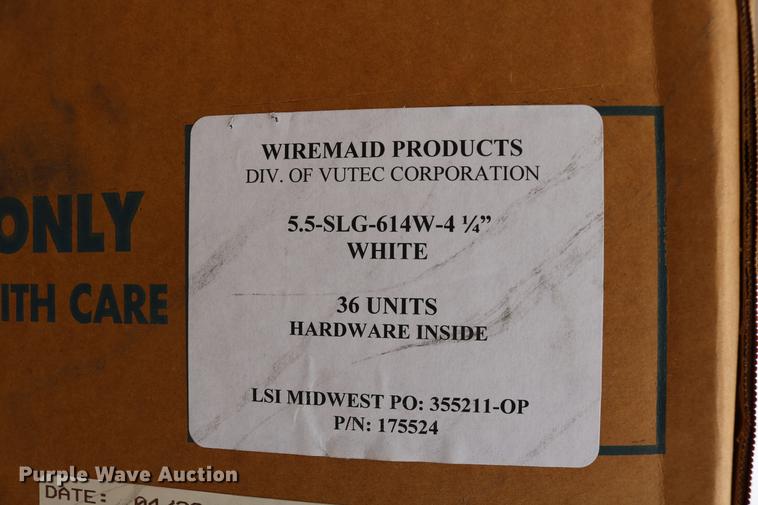 ONLY
ITH CARE
WIREMAID PRODUCTS
DIV. OF VUTEC CORPORATION
5.5-SLG-614W-4 ¼”
WHITE
36 UNITS
HARDWARE INSIDE
LSI MIDWEST PO: 355211-OP
P/N: 175524
Purple Wave Auction
DATE: